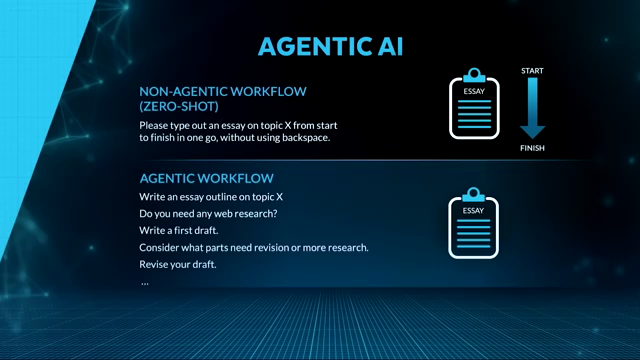 AGENTIC AI
NON-AGENTIC WORKFLOW
(ZERO-SHOT)
Please type out an essay on topic X from start
to finish in one go, without using backspace.
ESSAY
START
FINISH
AGENTIC WORKFLOW
Write an essay outline on topic X
Do you need any web research?
Write a first draft.
Consider what parts need revision or more research.
Revise your draft.
...
ESSAY